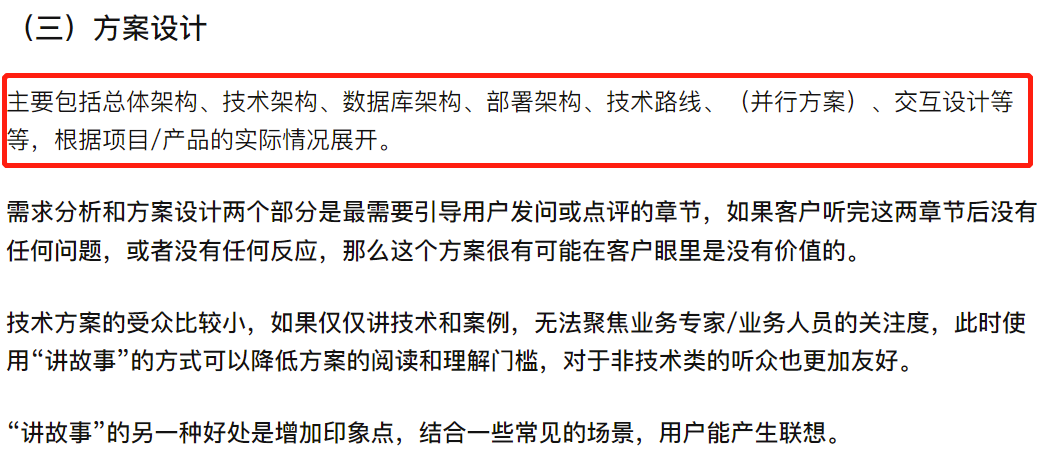 （三）方案设计
主要包括总体架构、技术架构、数据库架构、部署架构、技术路线、（并行方案）、交互设计等
等，根据项目/产品的实际情况展开。
需求分析和方案设计两个部分是最需要引导用户发问或点评的章节，如果客户听完这两章节后没有
任何问题，或者没有任何反应，那么这个方案很有可能在客户眼里是没有价值的。
技术方案的受众比较小，如果仅仅讲技术和案例，无法聚焦业务专家/业务人员的关注度，此时使
用“讲故事”的方式可以降低方案的阅读和理解门槛，对于非技术类的听众也更加友好。
“讲故事”的另一种好处是增加印象点，结合一些常见的场景，用户能产生联想。